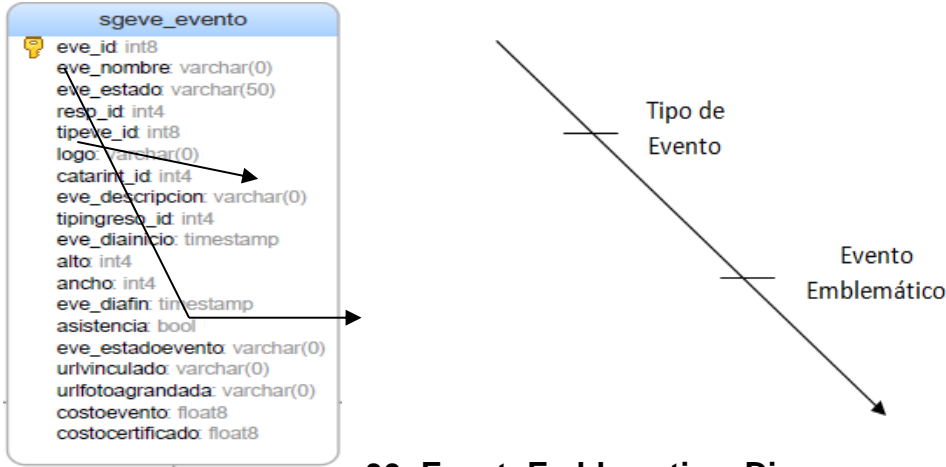 sgeve_evento
eve_id: int8
eve_nombre: varchar(0)
eve_estado: varchar(50)
resp_id: int4
tipeve_id: int8
logo: varchar(0)
catarint_id: int4
eve_descripcion: varchar(0)
tipingreso_id: int4
eve_diainicio: timestamp
alto: int4
ancho: int4
eve_diafin: timestamp
asistencia: bool
eve_estadoevento: varchar(0)
urlvinculado: varchar(0)
urlfotoagrandada: varchar(0)
costoevento: float8
costocertificado: float8
Tipo de
Evento
Evento
Emblemático